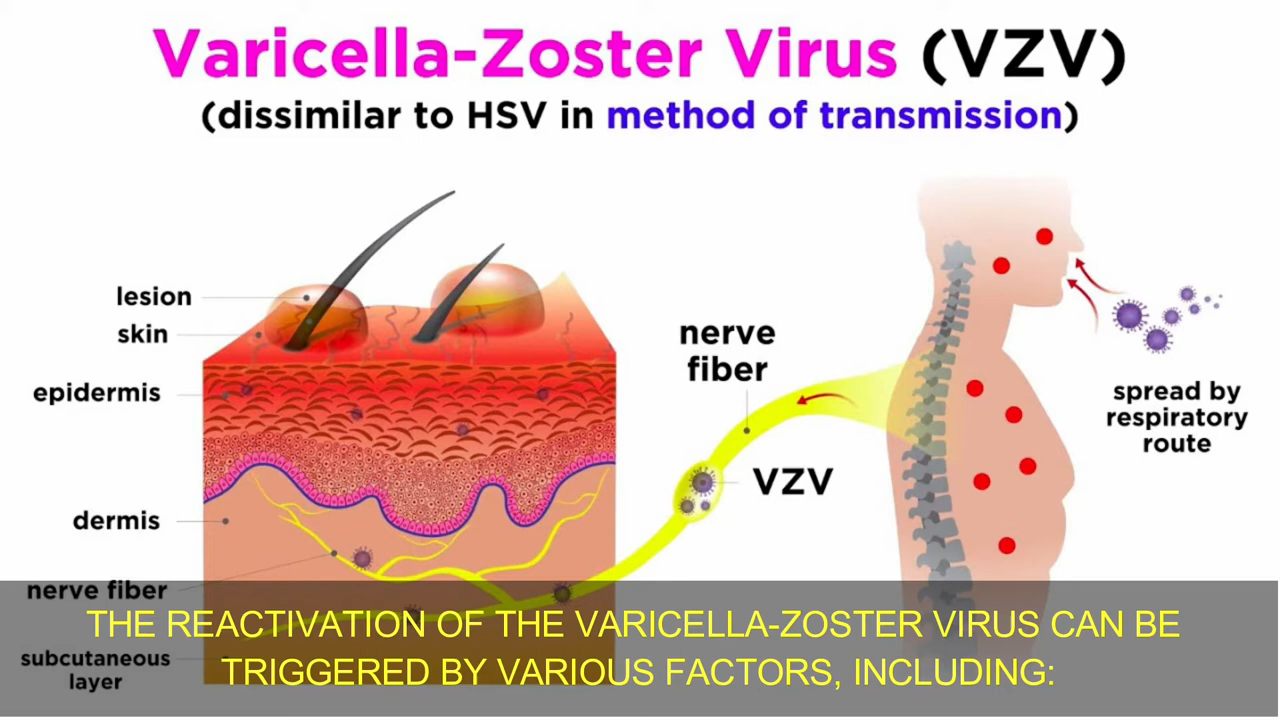 Varicella-Zoster Virus (VZV)
(dissimilar to HSV in method of transmission)
lesion
skin
epidermis
dermis
nerve fiber
subcutaneous
layer
nerve
fiber
VZV
spread by
respiratory
route
THE REACTIVATION OF THE VARICELLA-ZOSTER VIRUS CAN BE
TRIGGERED BY VARIOUS FACTORS, INCLUDING: